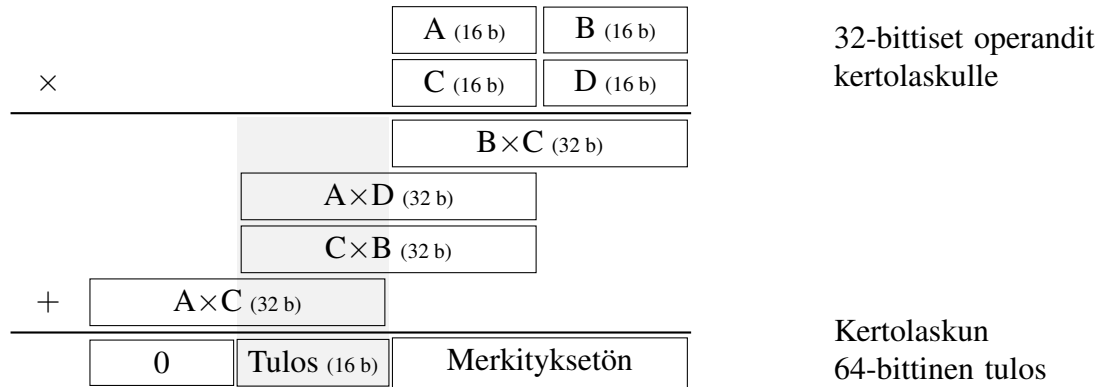 A (16 b) B (16 b)
32-bittiset operandit
× C (16 b) D (16 b)
kertolaskulle
B×C (32 b)
A×D (32 b)
C×B (32 b)
+ A×C (32 b)
Kertolaskun
0 Tulos (16 b) Merkityksetön
64-bittinen tulos